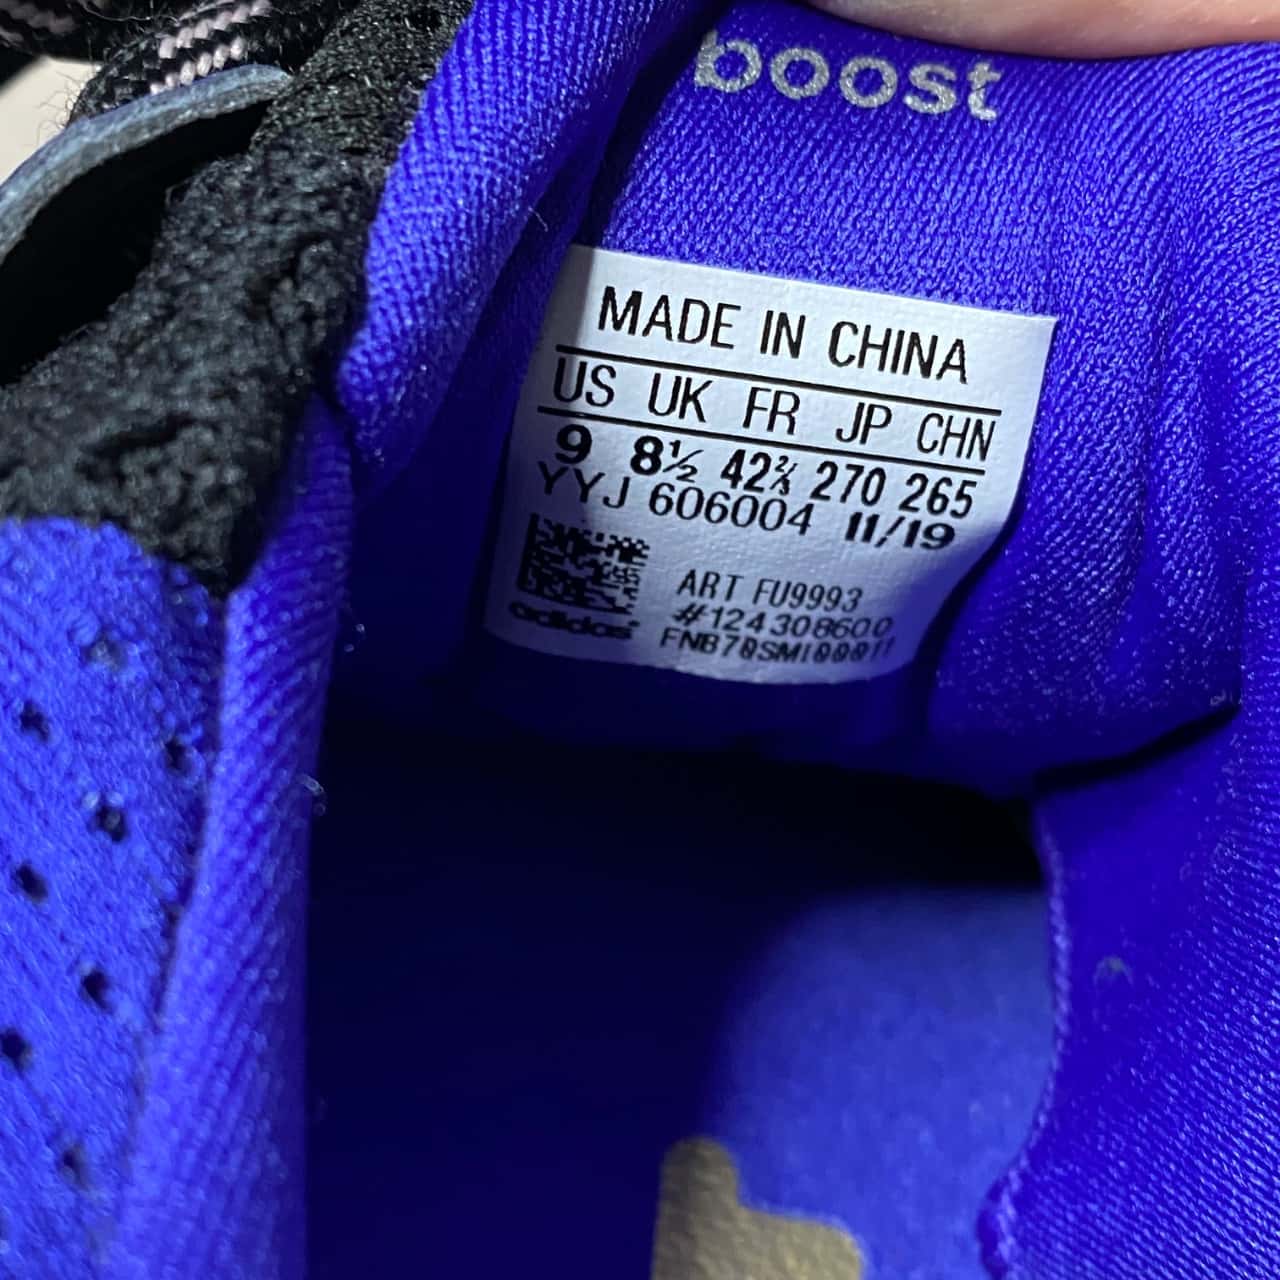 boost
MADE IN CHINA
US UK FR JP CHN
9 8½ 42⅔ 270 265
YYJ 606004 11/19
ART FU9993
#124308600
adidas